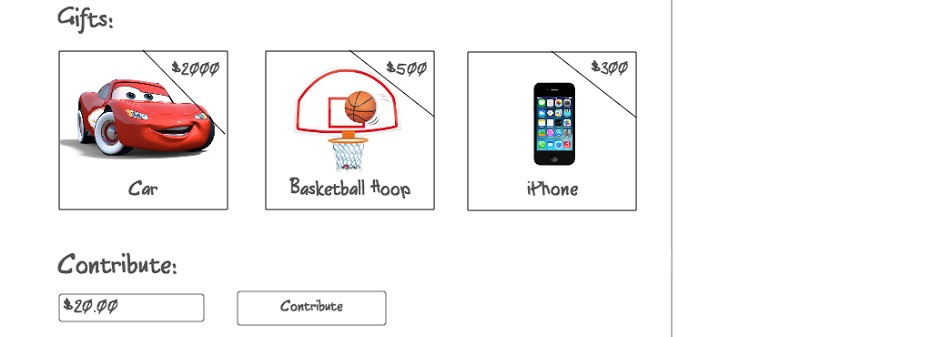 Gifts:
$2000
$500
$300
Car
Basketball Hoop
iPhone
Contribute:
$20.00
Contribute